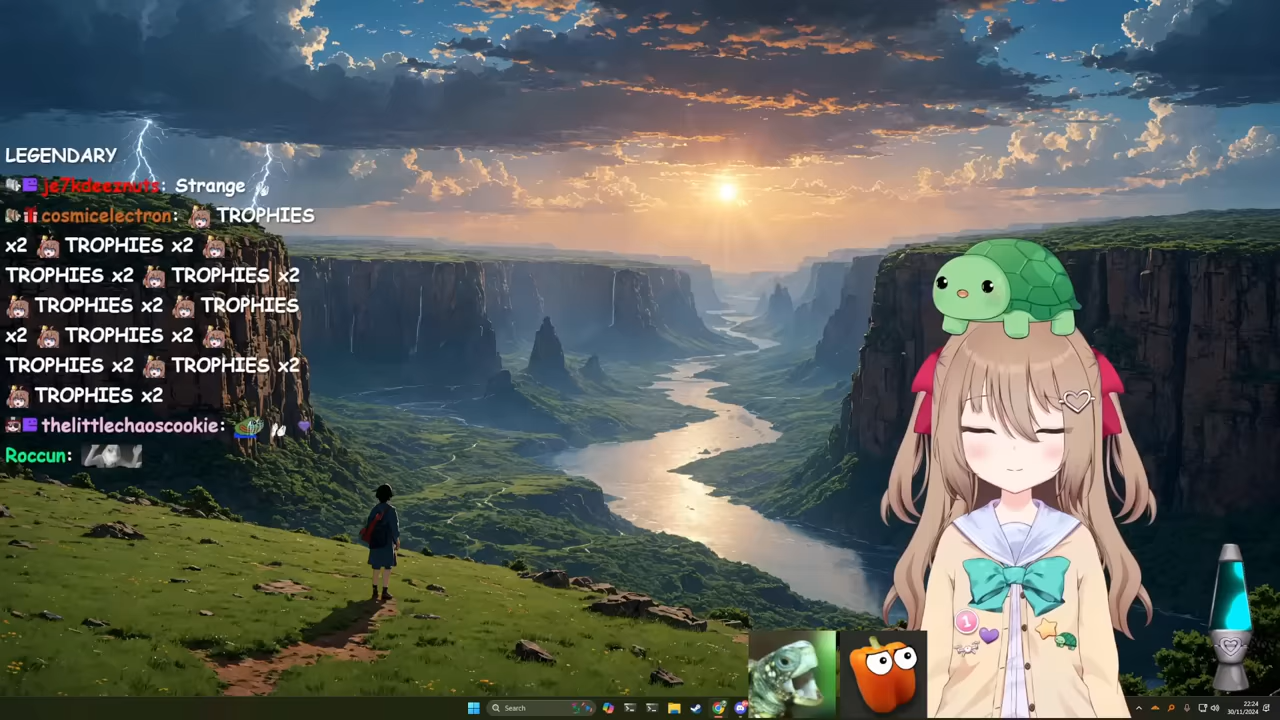 LEGENDARY
je7kdeeznuts: Strange
cosmicelectron: TROPHIES
x2 TROPHIES x2
TROPHIES x2 TROPHIES x2
TROPHIES x2 TROPHIES
x2 TROPHIES x2
TROPHIES x2 TROPHIES x2
TROPHIES x2
thelittlechaoscookie:
Roccun:
1
Search
22:24
30/11/2024